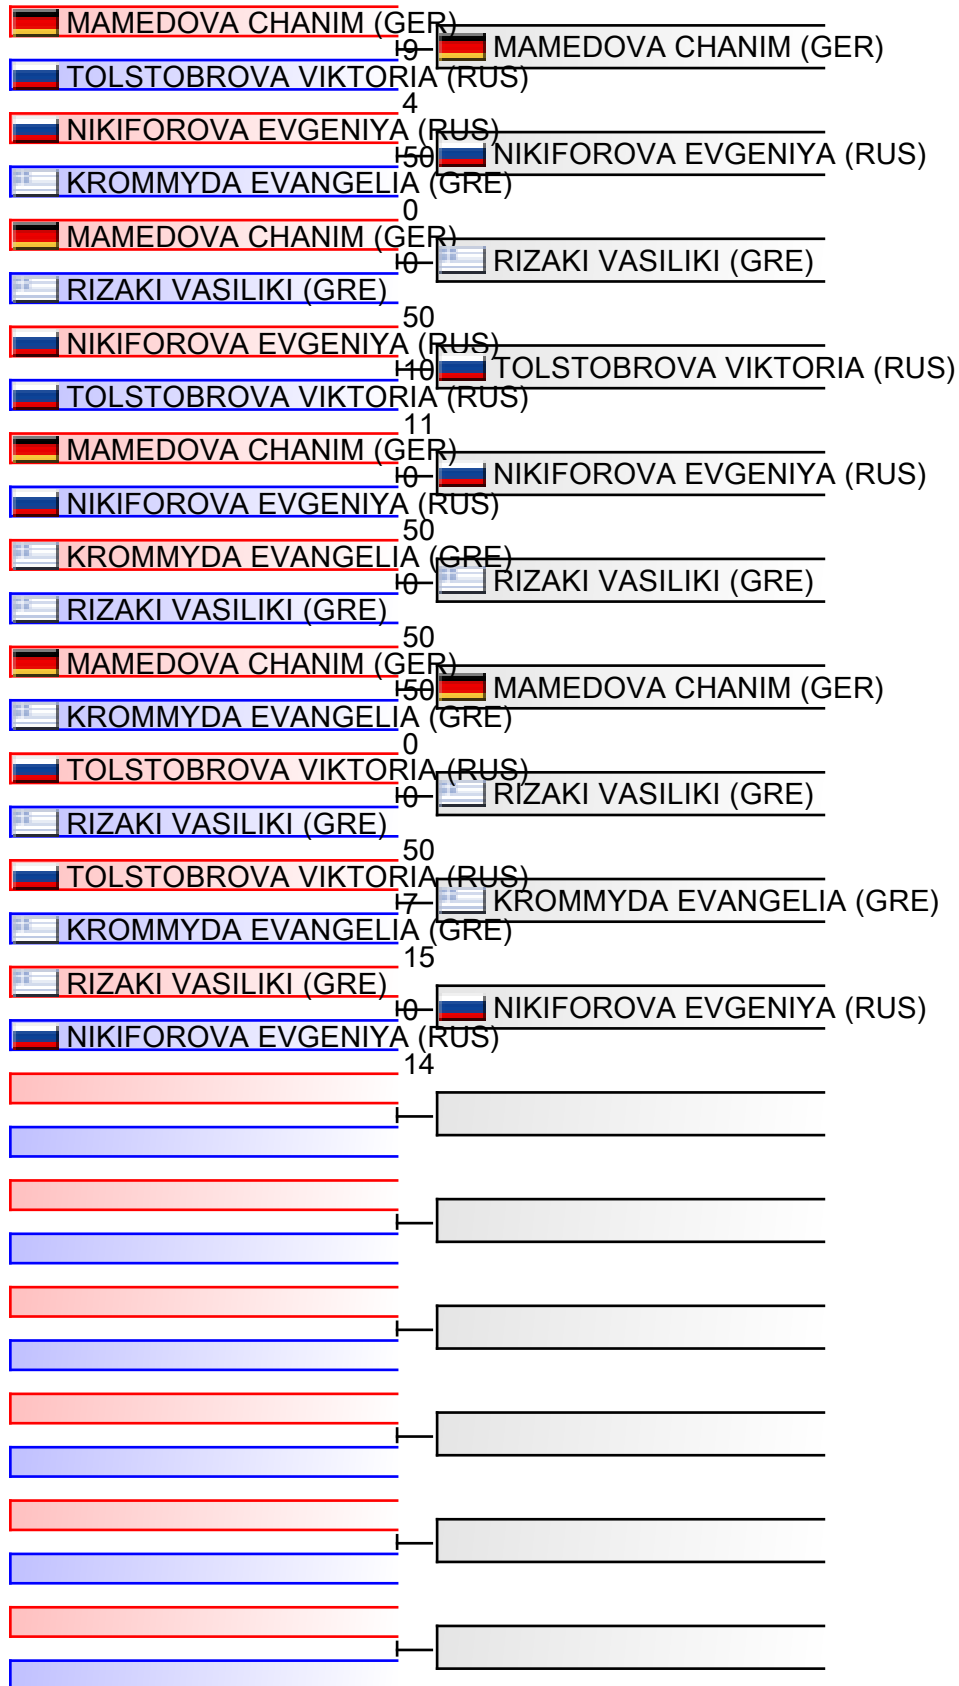 MAMEDOVA CHANIM (GER)
9
MAMEDOVA CHANIM (GER)
TOLSTOBROVA VIKTORIA (RUS)
4
NIKIFOROVA EVGENIYA (RUS)
50
NIKIFOROVA EVGENIYA (RUS)
KROMMYDA EVANGELIA (GRE)
0
MAMEDOVA CHANIM (GER)
0
RIZAKI VASILIKI (GRE)
RIZAKI VASILIKI (GRE)
50
NIKIFOROVA EVGENIYA (RUS)
10
TOLSTOBROVA VIKTORIA (RUS)
TOLSTOBROVA VIKTORIA (RUS)
11
MAMEDOVA CHANIM (GER)
0
NIKIFOROVA EVGENIYA (RUS)
NIKIFOROVA EVGENIYA (RUS)
50
KROMMYDA EVANGELIA (GRE)
0
RIZAKI VASILIKI (GRE)
RIZAKI VASILIKI (GRE)
50
MAMEDOVA CHANIM (GER)
50
MAMEDOVA CHANIM (GER)
KROMMYDA EVANGELIA (GRE)
0
TOLSTOBROVA VIKTORIA (RUS)
0
RIZAKI VASILIKI (GRE)
RIZAKI VASILIKI (GRE)
50
TOLSTOBROVA VIKTORIA (RUS)
7
KROMMYDA EVANGELIA (GRE)
KROMMYDA EVANGELIA (GRE)
15
RIZAKI VASILIKI (GRE)
0
NIKIFOROVA EVGENIYA (RUS)
NIKIFOROVA EVGENIYA (RUS)
14